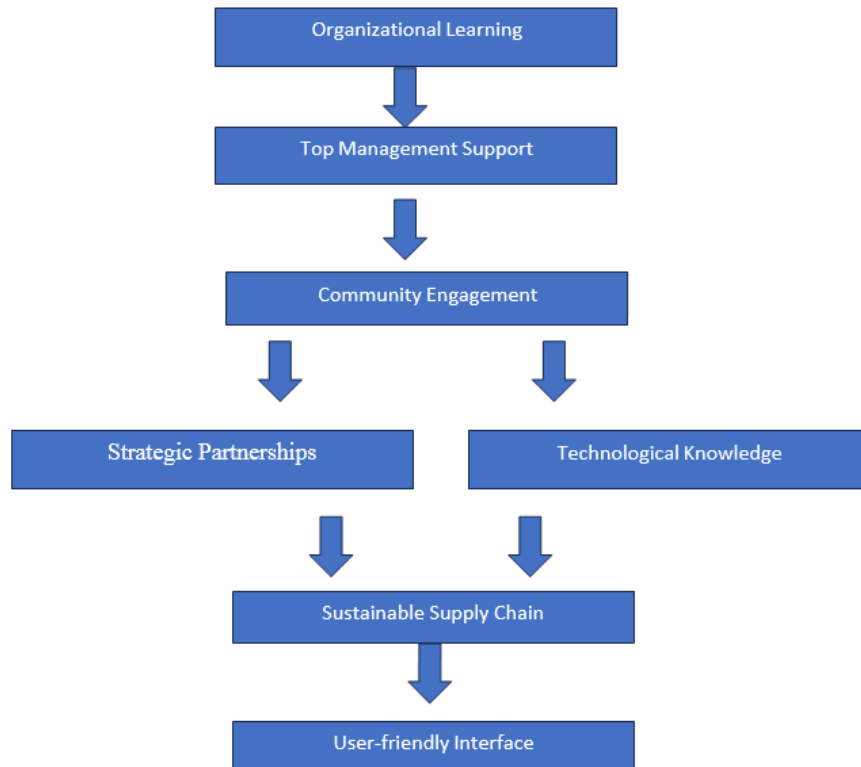 Organizational Learning
Top Management Support
Community Engagement
Strategic Partnerships
Technological Knowledge
Sustainable Supply Chain
User-friendly Interface